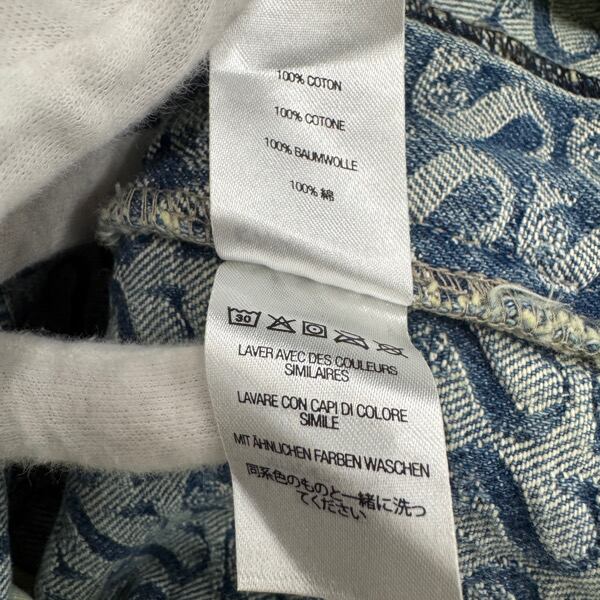 100% COTON
100% COTONE
100% BAUMWOLLE
100% 綿
30
LAVER AVEC DES COULEURS
SIMILAIRES
LAVARE CON CAPI DI COLORE
SIMILE
MIT ÄHNLICHEN FARBEN WASCHEN
同系色のものと一緒に洗っ
てください